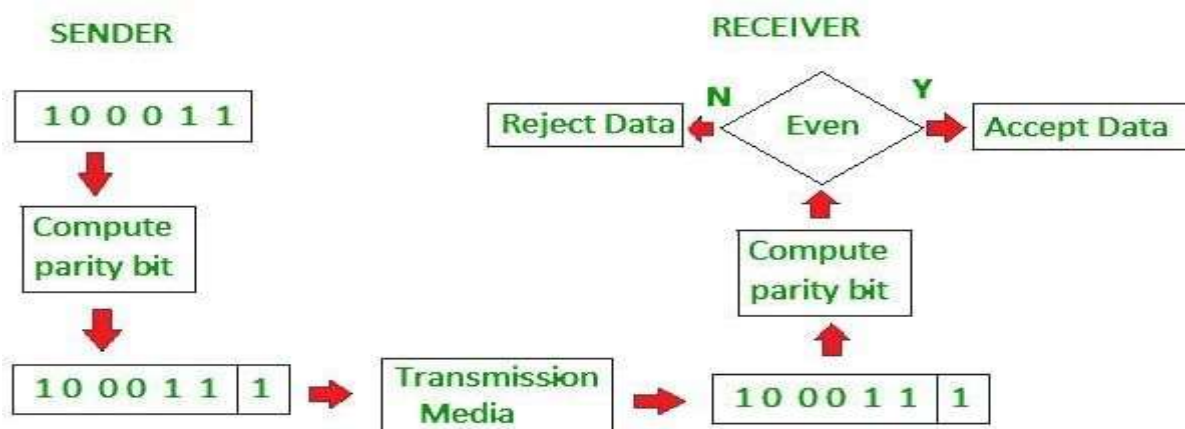 SENDER
1 0 0 0 1 1
Compute
parity bit
1 0 0 0 1 1 1
Transmission
Media
RECEIVER
N
Y
Reject Data
Even
Accept Data
Compute
parity bit
1 0 0 0 1 1 1